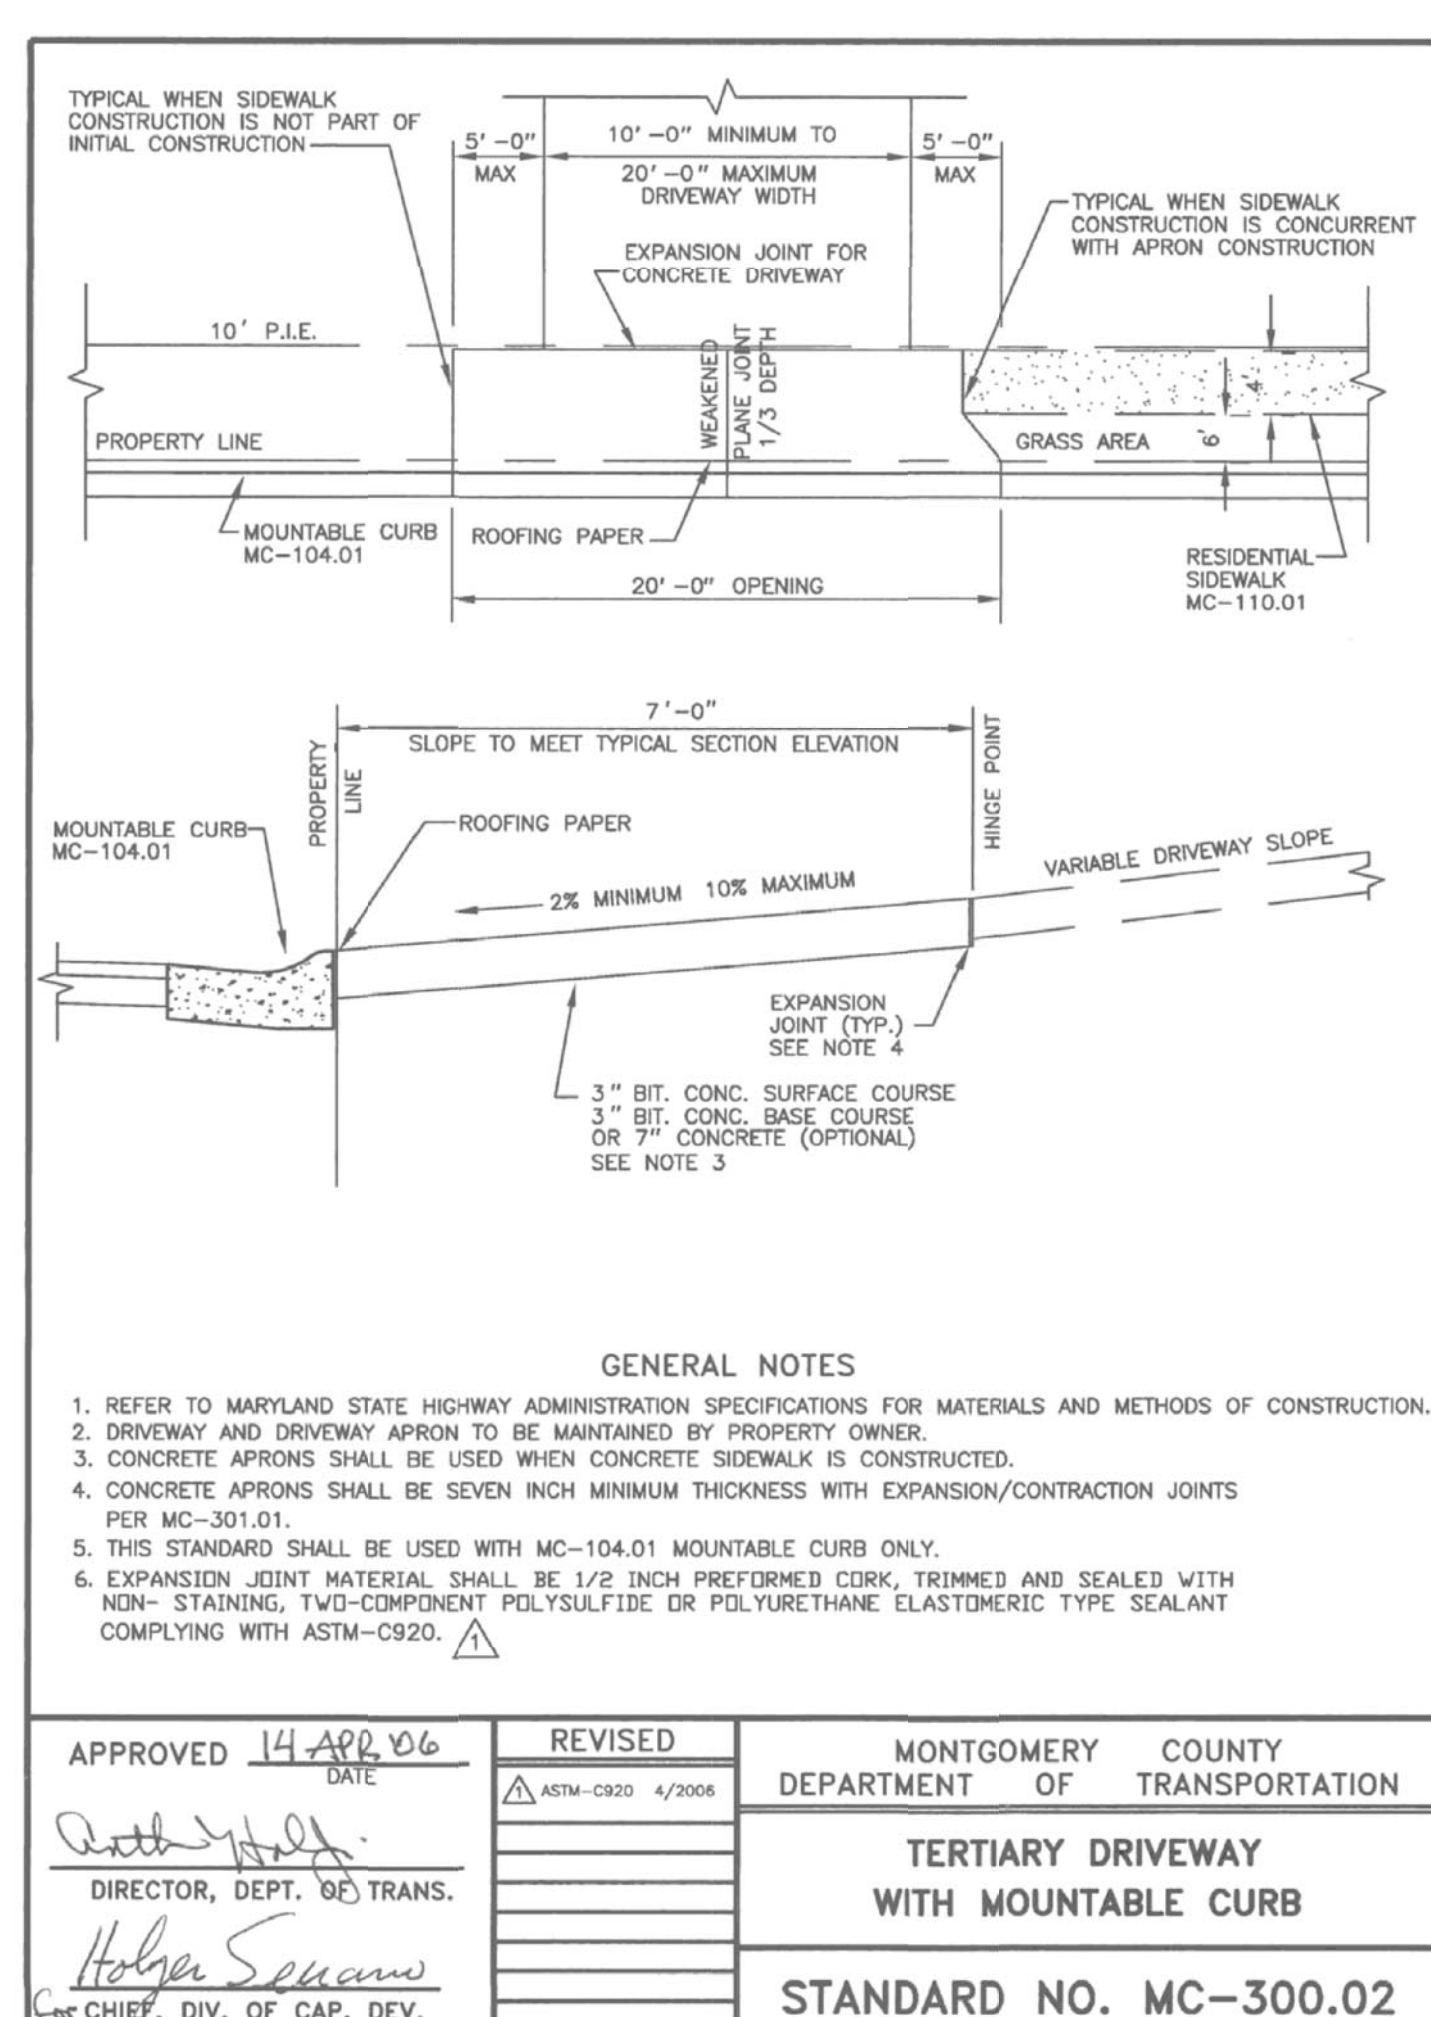 TYPICAL WHEN SIDEWALK
CONSTRUCTION IS NOT PART OF
INITIAL CONSTRUCTION
5' -0"
MAX
10' -0" MINIMUM TO
20' -0" MAXIMUM
DRIVEWAY WIDTH
5' -0"
MAX
TYPICAL WHEN SIDEWALK
CONSTRUCTION IS CONCURRENT
WITH APRON CONSTRUCTION
EXPANSION JOINT FOR
CONCRETE DRIVEWAY
10' P.I.E.
WEAKENED
PLANE JOINT
1/3 DEPTH
4'
6'
PROPERTY LINE
GRASS AREA
MOUNTABLE CURB
MC-104.01
ROOFING PAPER
RESIDENTIAL
SIDEWALK
MC-110.01
20' -0" OPENING
7'-0"
SLOPE TO MEET TYPICAL SECTION ELEVATION
PROPERTY
LINE
HINGE POINT
MOUNTABLE CURB
MC-104.01
ROOFING PAPER
VARIABLE DRIVEWAY SLOPE
2% MINIMUM 10% MAXIMUM
EXPANSION
JOINT (TYP.)
SEE NOTE 4
3" BIT. CONC. SURFACE COURSE
3" BIT. CONC. BASE COURSE
OR 7" CONCRETE (OPTIONAL)
SEE NOTE 3
GENERAL NOTES
1. REFER TO MARYLAND STATE HIGHWAY ADMINISTRATION SPECIFICATIONS FOR MATERIALS AND METHODS OF CONSTRUCTION.
2. DRIVEWAY AND DRIVEWAY APRON TO BE MAINTAINED BY PROPERTY OWNER.
3. CONCRETE APRONS SHALL BE USED WHEN CONCRETE SIDEWALK IS CONSTRUCTED.
4. CONCRETE APRONS SHALL BE SEVEN INCH MINIMUM THICKNESS WITH EXPANSION/CONTRACTION JOINTS
PER MC-301.01.
5. THIS STANDARD SHALL BE USED WITH MC-104.01 MOUNTABLE CURB ONLY.
6. EXPANSION JOINT MATERIAL SHALL BE 1/2 INCH PREFORMED CORK, TRIMMED AND SEALED WITH
NON- STAINING, TWO-COMPONENT POLYSULFIDE OR POLYURETHANE ELASTOMERIC TYPE SEALANT
COMPLYING WITH ASTM-C920. 1
APPROVED 14 APR '06
DATE
DIRECTOR, DEPT. OF TRANS.
Holger Serrano
for CHIEF, DIV. OF CAP. DEV.
REVISED
1 ASTM-C920 4/2006
MONTGOMERY COUNTY
DEPARTMENT OF TRANSPORTATION
TERTIARY DRIVEWAY
WITH MOUNTABLE CURB
STANDARD NO. MC-300.02